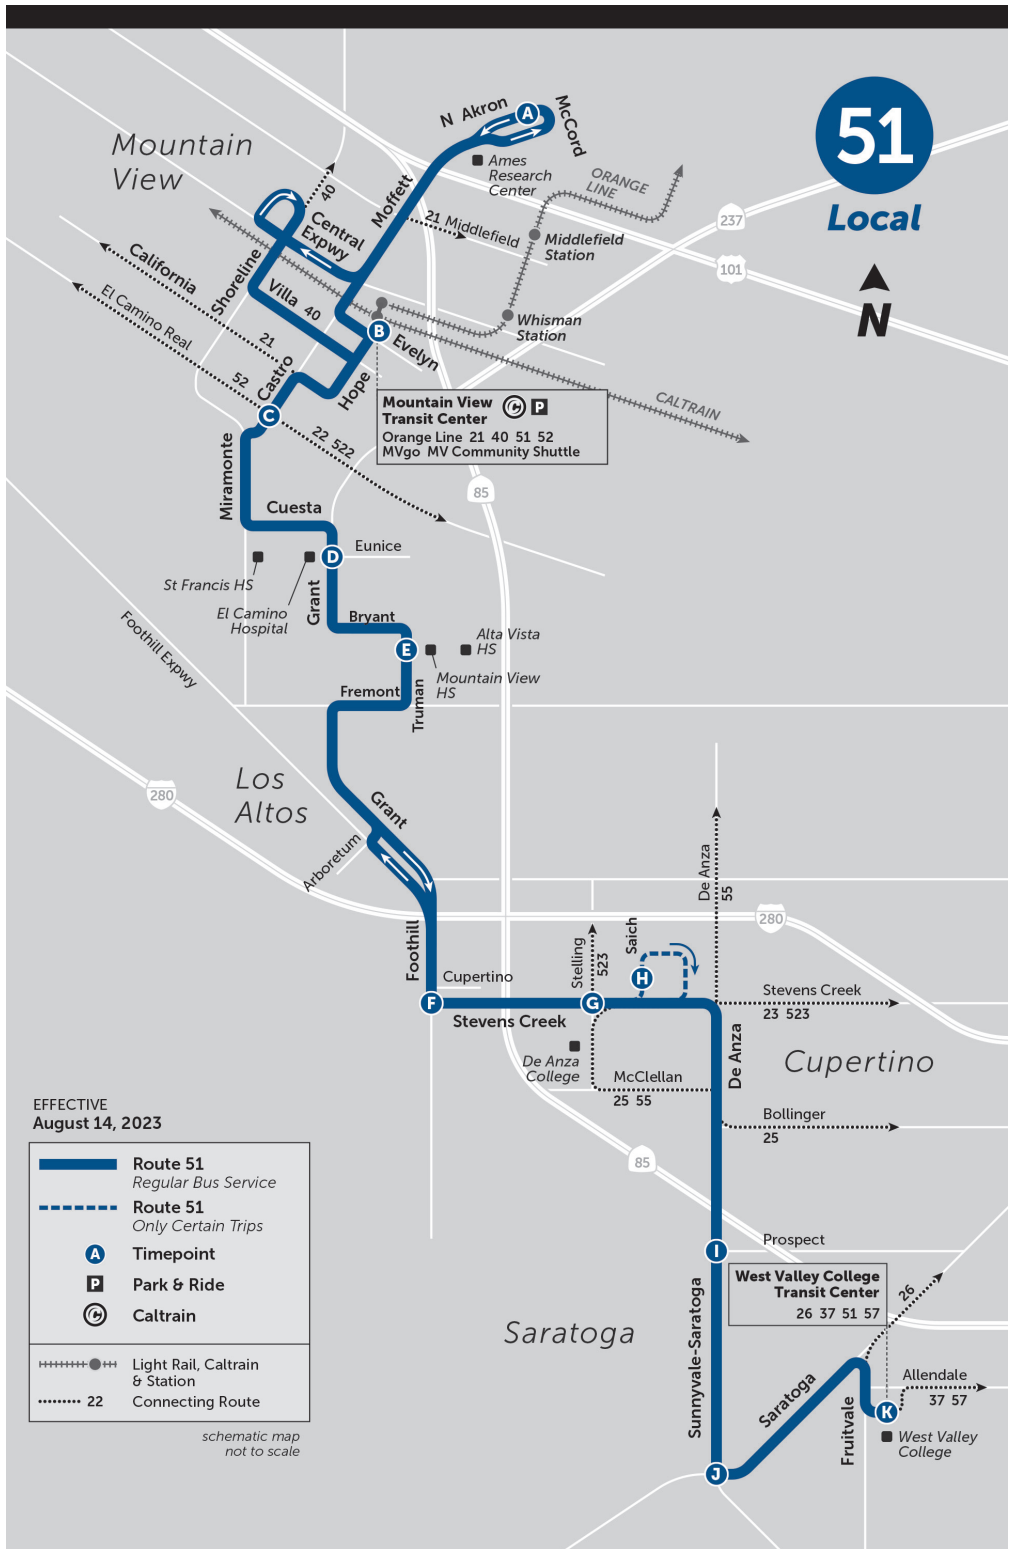 51
Local
N
Mountain
View
N Akron
A
McCord
Ames
Research
Center
ORANGE
LINE
40
Moffett
21 Middlefield
Middlefield
Station
237
101
Central
Expwy
California
Shoreline
El Camino Real
Villa 40
Whisman
Station
B
Evelyn
21
52
Castro
Hope
CALTRAIN
C
Mountain View
Transit Center
P
Orange Line 21 40 51 52
MVgo MV Community Shuttle
22 522
Miramonte
85
Cuesta
D
Eunice
St Francis HS
El Camino
Hospital
Grant
Bryant
Foothill Expwy
E
Alta Vista
HS
Mountain View
HS
Fremont
Truman
280
Los
Altos
Grant
Arboretum
De Anza
55
280
Foothill
Saich
Stelling
523
H
Cupertino
F
G
Stevens Creek
Stevens Creek
23 523
De Anza
College
De Anza
Cupertino
McClellan
25 55
Bollinger
25
85
EFFECTIVE
August 14, 2023
Route 51
Regular Bus Service
Route 51
Only Certain Trips
A
Timepoint
P
Park & Ride
C
Caltrain
Light Rail, Caltrain
& Station
22
Connecting Route
schematic map
not to scale
I
Prospect
West Valley College
Transit Center
26 37 51 57
26
Saratoga
Sunnyvale-Saratoga
Saratoga
Allendale
37 57
Fruitvale
K
West Valley
College
J